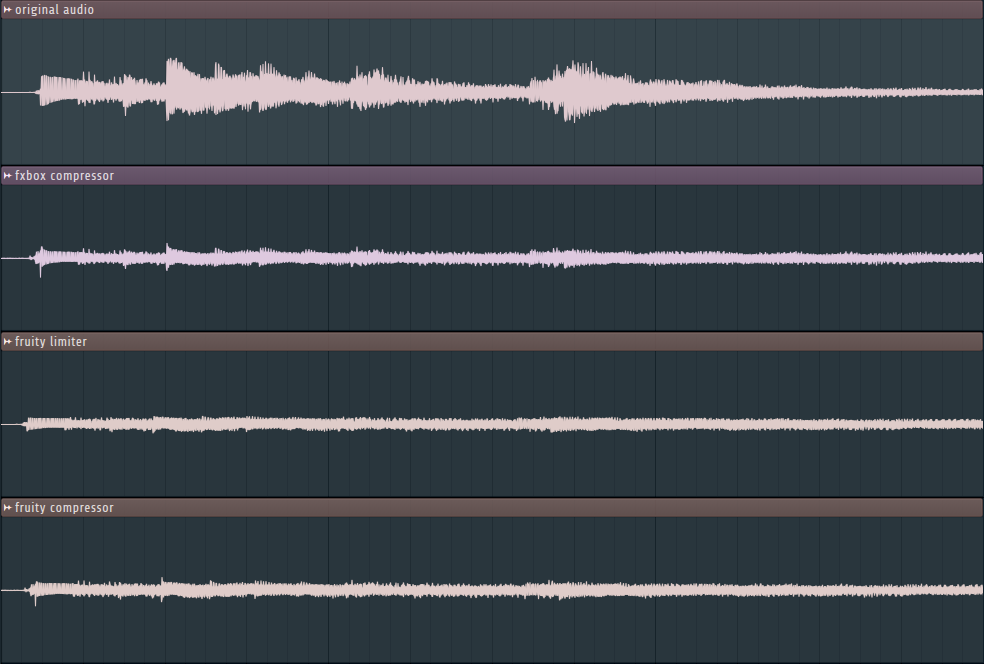 original audio
fxbox compressor
fruity limiter
fruity compressor